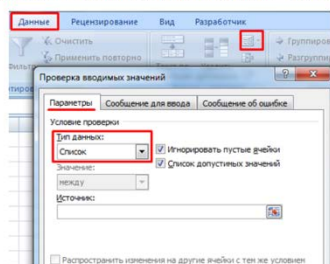 Данные Рецензирование Вид Разработчик
Очистить
Применить повторно
Группиров
Разгруппиро
Фильтр
Проверка вводимых значений
Параметры Сообщение для ввода Сообщение об ошибке
Условие проверки
Тип данных:
Список Игнорировать пустые ячейки
Значение: Список допустимых значений
между
Источник:
Распространить изменения на другие ячейки с тем же условием